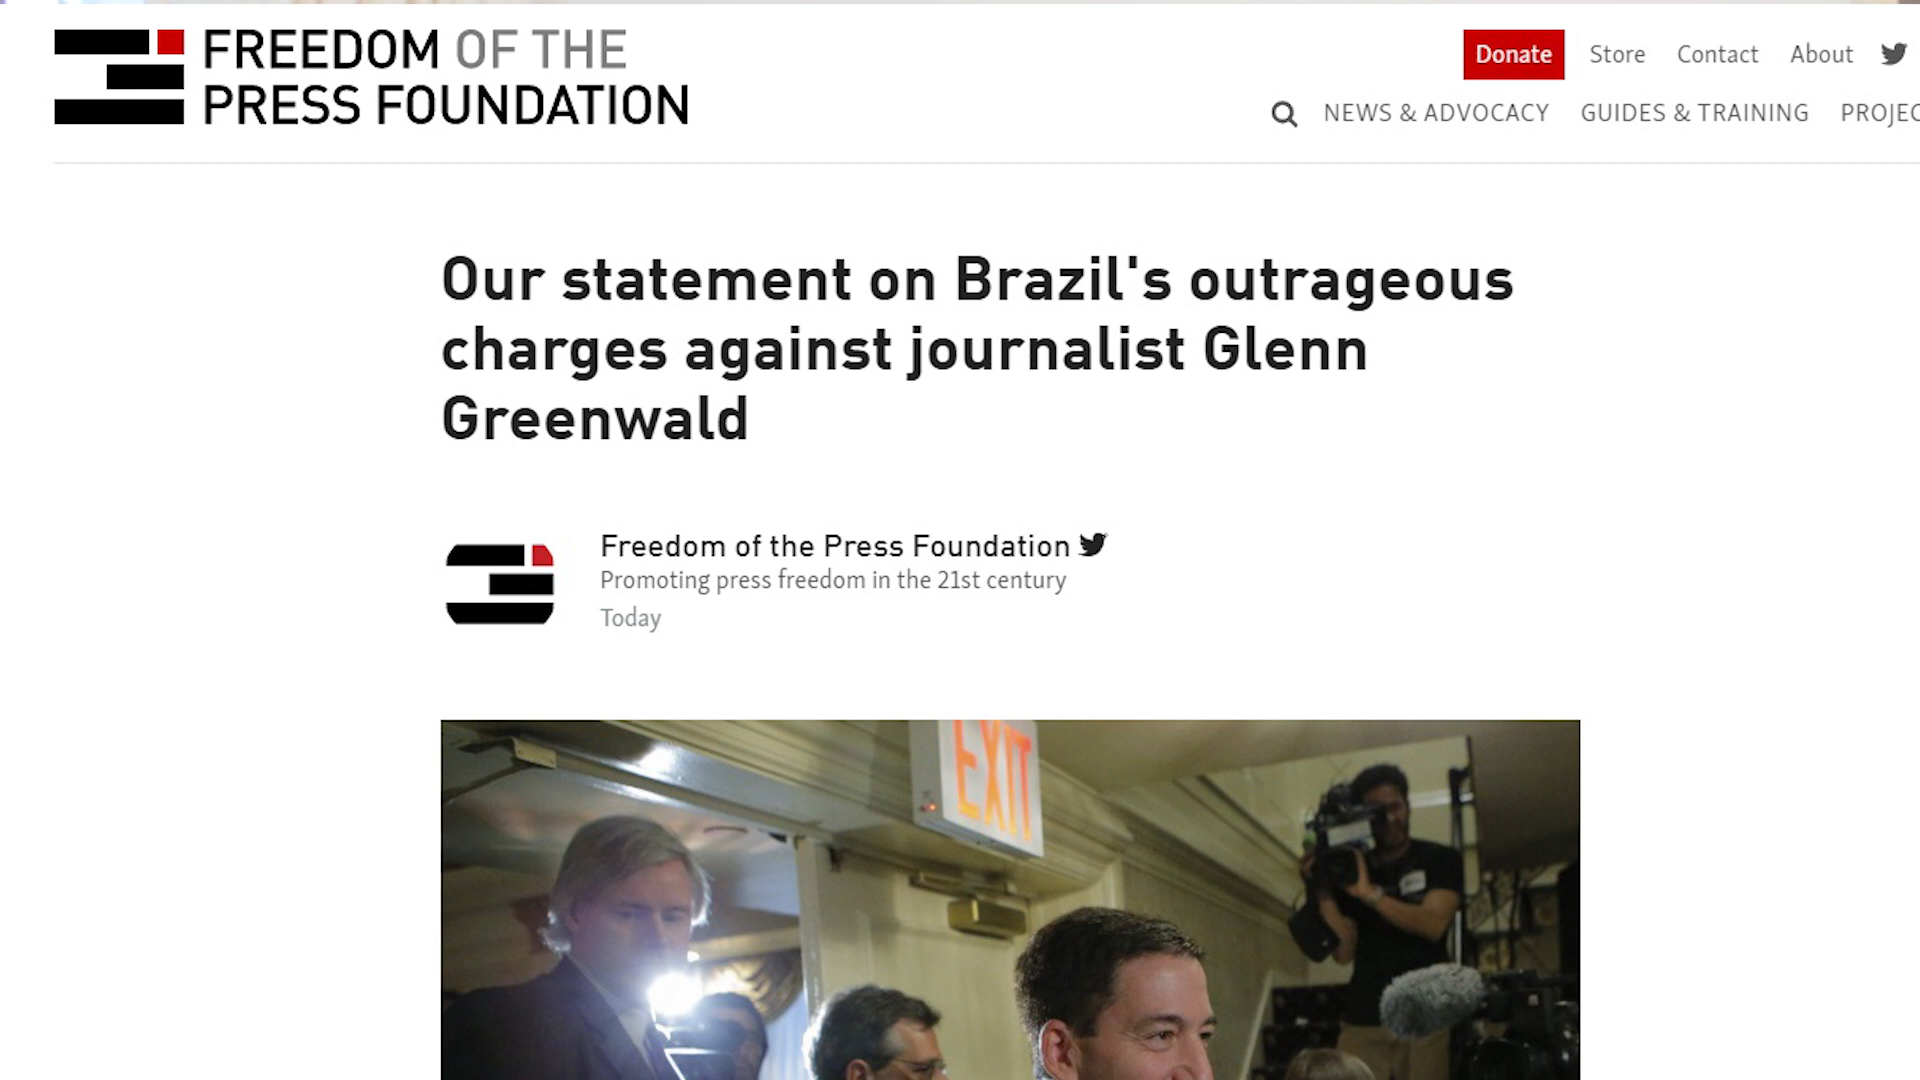 FREEDOM OF THE
PRESS FOUNDATION
Donate Store Contact About
NEWS & ADVOCACY GUIDES & TRAINING PROJEC
Our statement on Brazil's outrageous
charges against journalist Glenn
Greenwald
Freedom of the Press Foundation
Promoting press freedom in the 21st century
Today
EXIT